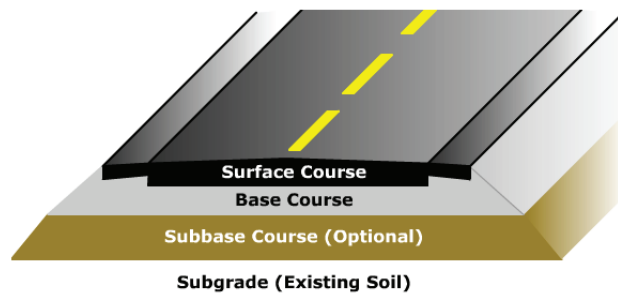 Surface Course
Base Course
Subbase Course (Optional)
Subgrade (Existing Soil)